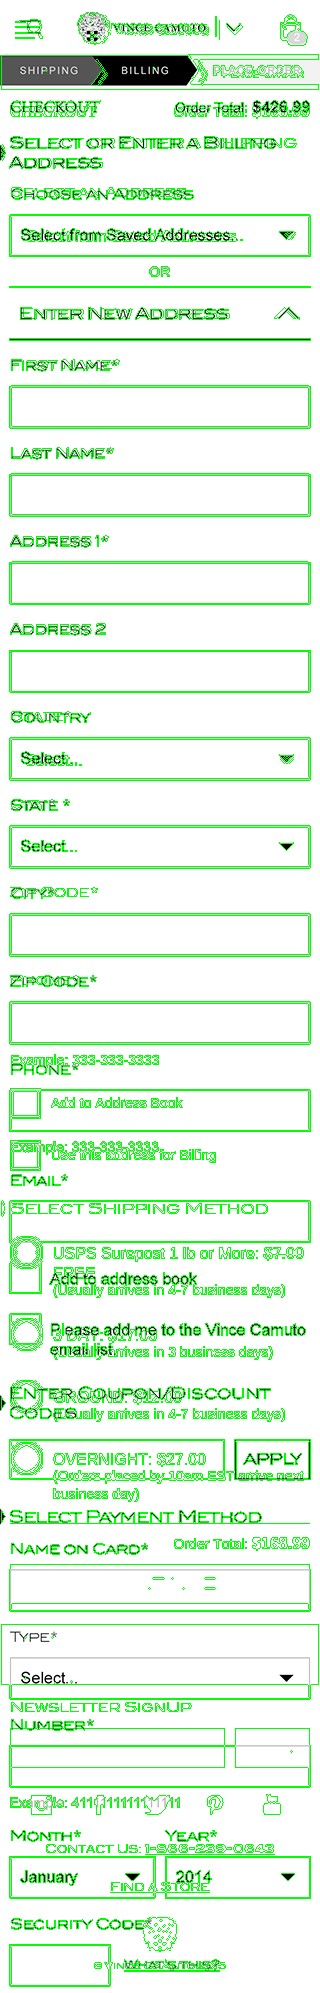 VINCE CAMUTO
SHIPPING BILLING PLACE ORDER
CHECKOUT Order Total: $426.99
SELECT OR ENTER A BILLING
ADDRESS
CHOOSE AN ADDRESS
Select from Saved Addresses...
OR
ENTER NEW ADDRESS
FIRST NAME*
LAST NAME*
ADDRESS 1*
ADDRESS 2
COUNTRY
Select...
STATE *
Select...
CITY*
ZIP CODE*
Example: 333-333-3333
PHONE*
Add to Address Book
Example: 333-333-3333
Use this address for Billing
EMAIL*
SELECT SHIPPING METHOD
USPS Surepost 1 lb or More: $7.99
FREE
Add to address book
(Usually arrives in 4-7 business days)
Please add me to the Vince Camuto
email list
(Usually arrives in 3 business days)
ENTER COUPON/DISCOUNT
CODES
GROUND: $12.00
(Usually arrives in 4-7 business days)
OVERNIGHT: $27.00
APPLY
(Orders placed by 10am EST arrive next
business day)
SELECT PAYMENT METHOD
Order Total:
NAME ON CARD*
TYPE*
Select...
NEWSLETTER SIGNUP
NUMBER*
Example: 4111111111111111
MONTH* YEAR*
CONTACT US:
January 2014
FIND A STORE
SECURITY CODE*
WHAT'S THIS?